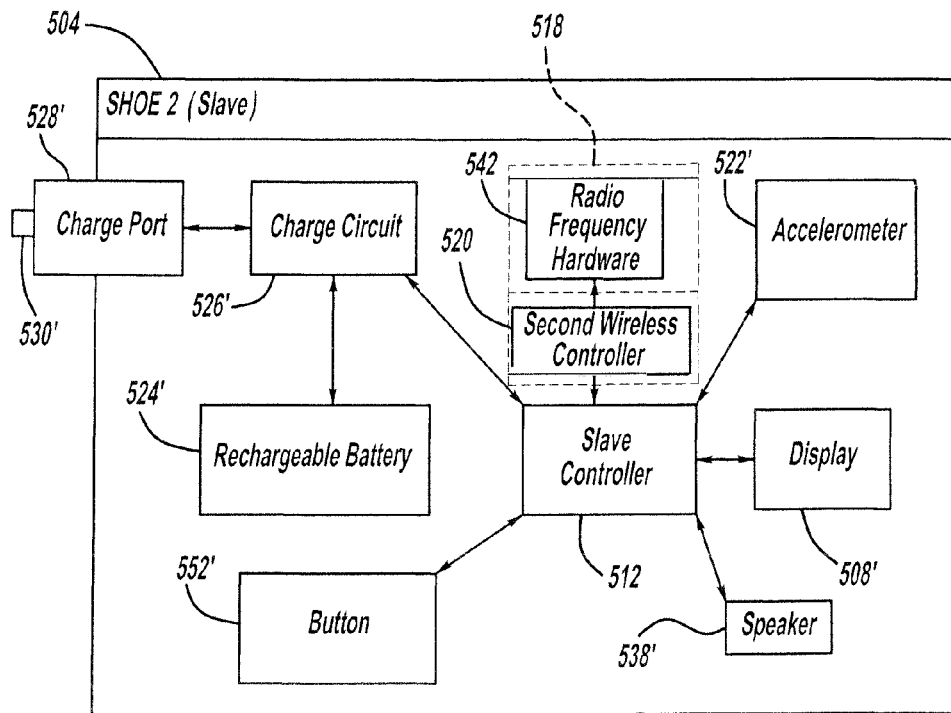 504
518
SHOE 2 (Slave)
528'
542
522'
Charge Port
Charge Circuit
Radio
Frequency
Hardware
Accelerometer
520
526'
530'
Second Wireless
Controller
524'
Rechargeable Battery
Slave
Controller
Display
552'
512
508'
Button
Speaker
538'